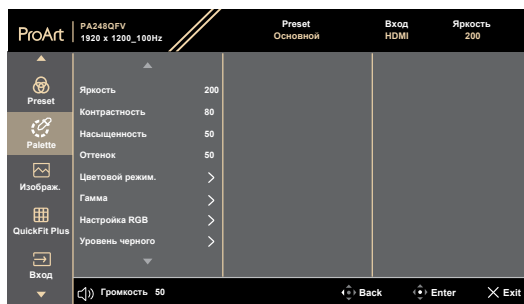 ProArt
PA248QFV
1920 x 1200_100Hz
Preset
Основной
Вход
HDMI
Яркость
200
Preset
Palette
Изображ.
QuickFit Plus
Вход
Яркость 200
Контрастность 80
Насыщенность 50
Оттенок 50
Цветовой режим.
Гамма
Настройка RGB
Уровень черного
Громкость 50
Back
Enter
Exit